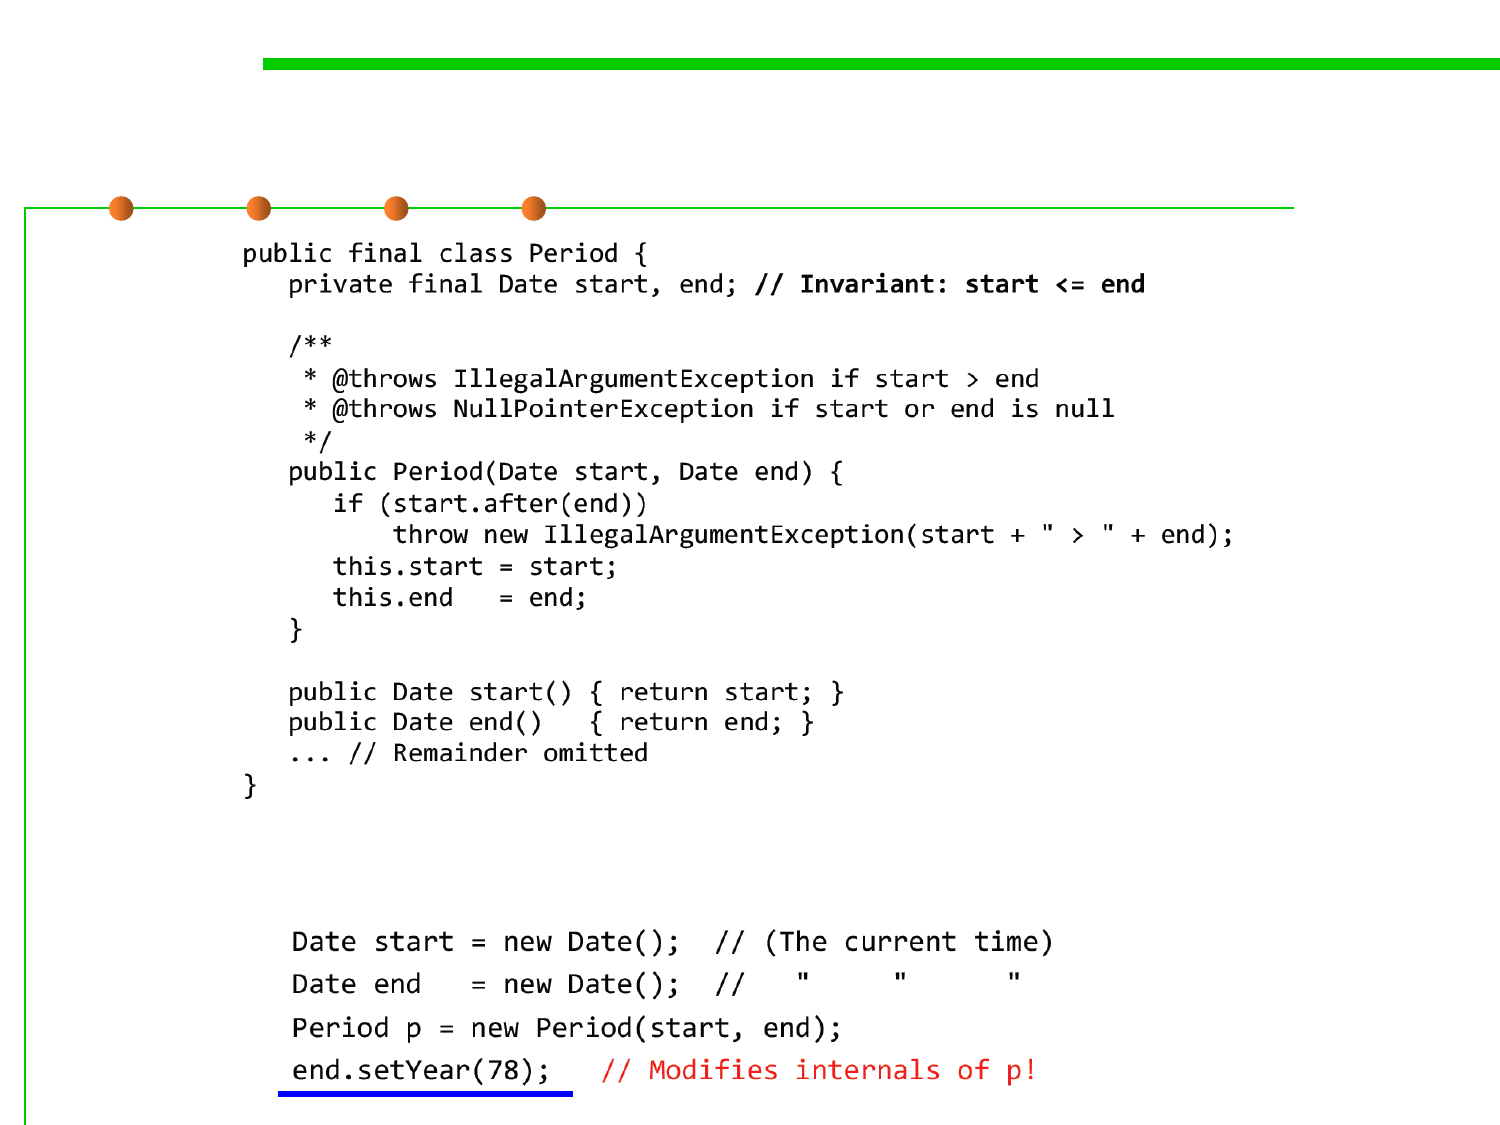 public final class Period {
   private final Date start, end; // Invariant: start <= end
   /**
    * @throws IllegalArgumentException if start > end
    * @throws NullPointerException if start or end is null
    */
   public Period(Date start, Date end) {
      if (start.after(end))
          throw new IllegalArgumentException(start + " > " + end);
      this.start = start;
      this.end   = end;
   }
   public Date start() { return start; }
   public Date end()   { return end; }
   ... // Remainder omitted
}
Date start = new Date();  // (The current time)
Date end   = new Date();  //   "     "      "
Period p = new Period(start, end);
end.setYear(78);   // Modifies internals of p!